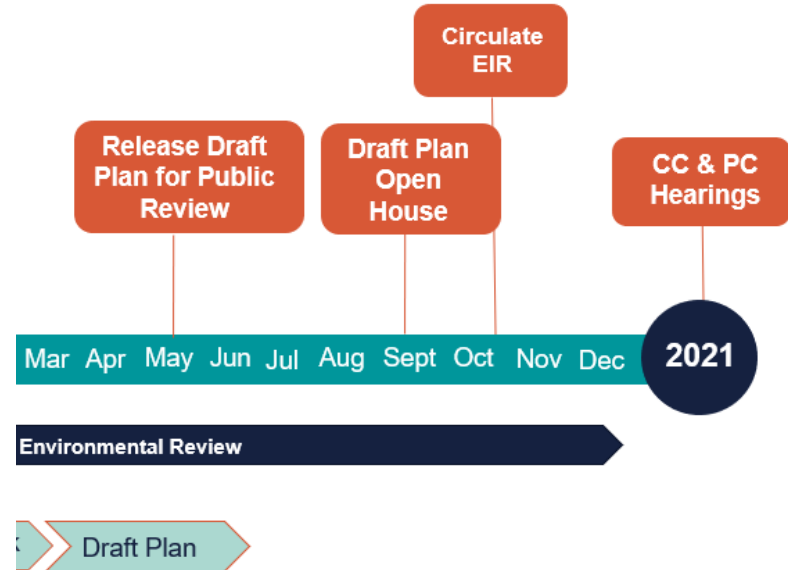 Circulate
EIR
Release Draft
Plan for Public
Review
Draft Plan
Open
House
CC & PC
Hearings
Mar Apr May Jun Jul Aug Sept Oct Nov Dec 2021
Environmental Review
Draft Plan